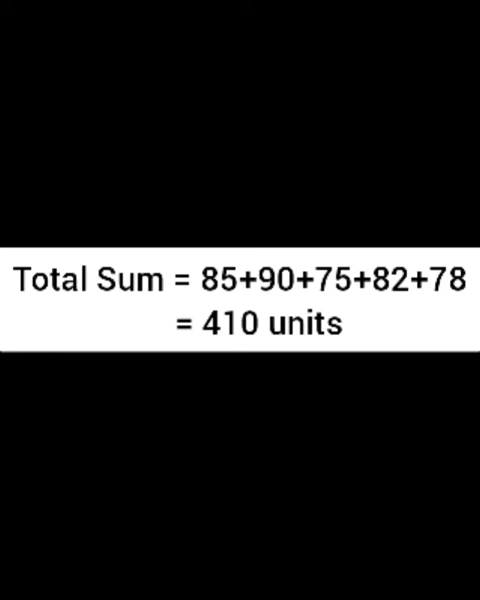 Total Sum = 85+90+75+82+78
= 410 units